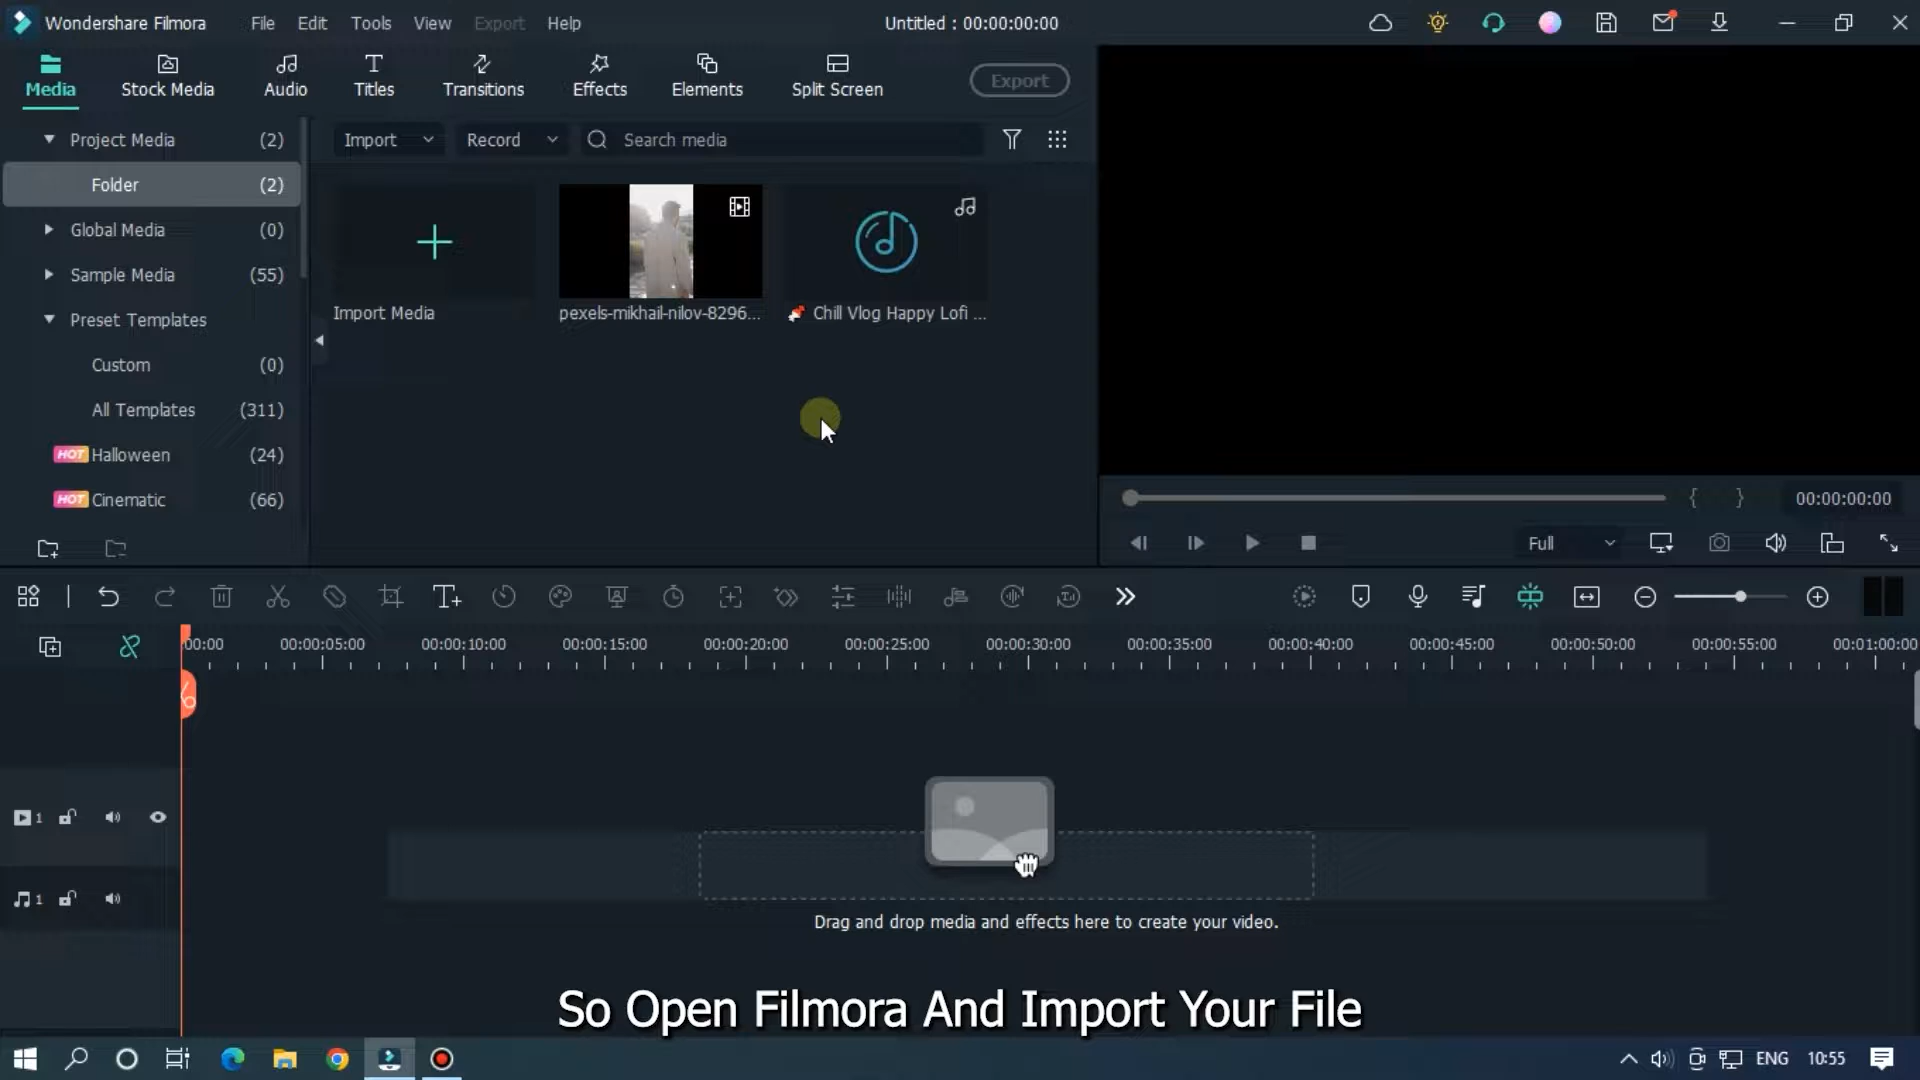 Wondershare Filmora File Edit Tools View Export Help Untitled : 00:00:00:00
Media Stock Media Audio Titles Transitions Effects Elements Split Screen Export
Project Media (2) Import Record Search media
Folder (2)
Global Media (0)
Sample Media (55)
Import Media pexels-mikhail-nilov-8296... Chill Vlog Happy Lofi ...
Preset Templates
Custom (0)
All Templates (311)
HOT Halloween (24)
HOT Cinematic (66)
{ } 00:00:00:00
Full
00:00 00:00:05:00 00:00:10:00 00:00:15:00 00:00:20:00 00:00:25:00 00:00:30:00 00:00:35:00 00:00:40:00 00:00:45:00 00:00:50:00 00:00:55:00 00:01:00:00
1
1
Drag and drop media and effects here to create your video.
So Open Filmora And Import Your File
ENG 10:55